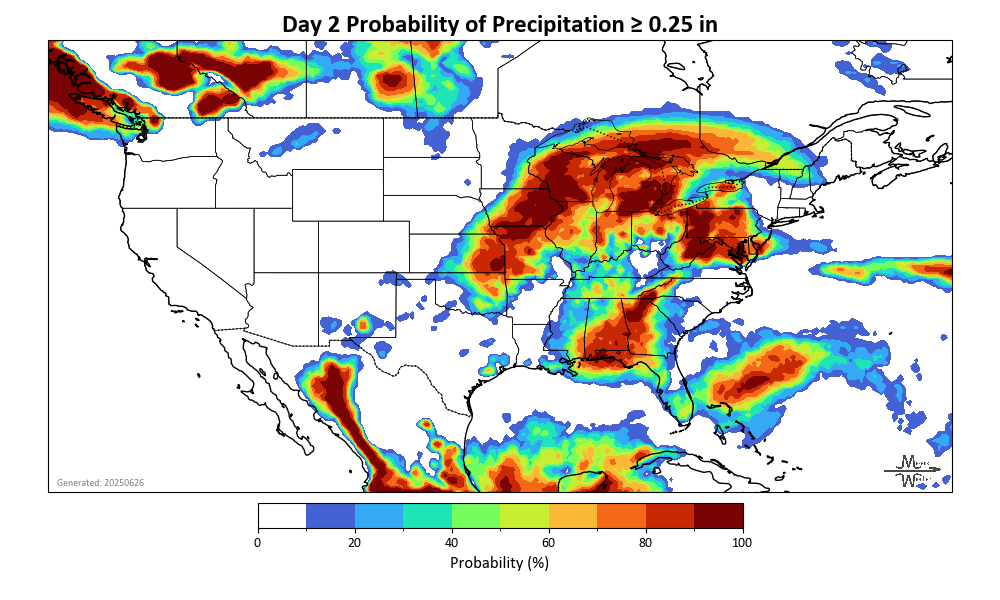 Day 2 Probability of Precipitation ≥ 0.25 in
Generated: 20250626
0 20 40 60 80 100
Probability (%)